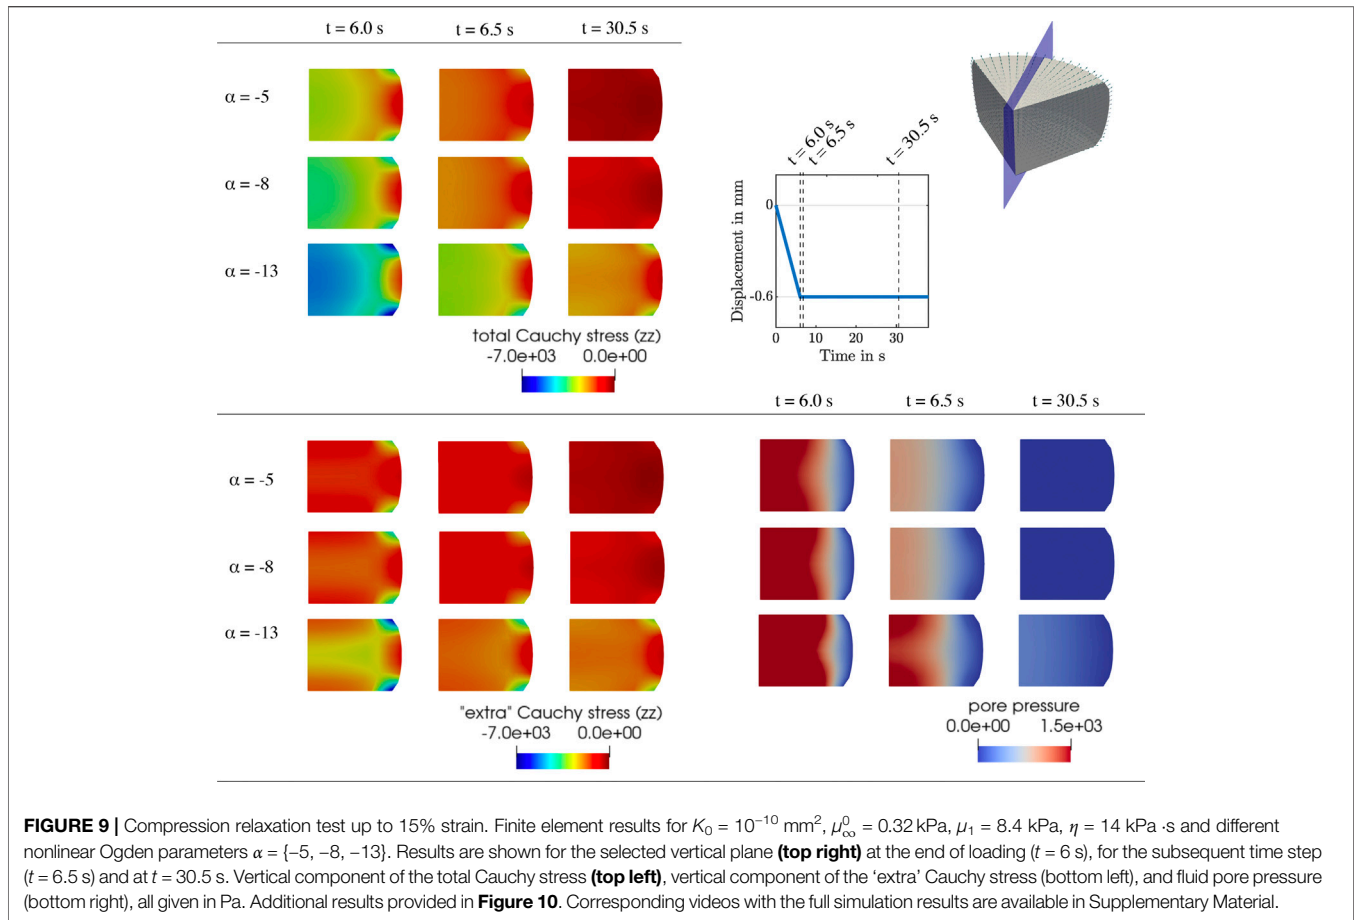 t = 6.0 s t = 6.5 s t = 30.5 s
α = -5
α = -8
α = -13
total Cauchy stress (zz)
-7.0e+03 0.0e+00
t = 6.0 s
t = 6.5 s
t = 30.5 s
Displacement in mm
0
-0.6
0 10 20 30
Time in s
t = 6.0 s t = 6.5 s t = 30.5 s
α = -5
α = -8
α = -13
"extra" Cauchy stress (zz)
-7.0e+03 0.0e+00
pore pressure
0.0e+00 1.5e+03
FIGURE 9 | Compression relaxation test up to 15% strain. Finite element results for K₀ = 10⁻¹⁰ mm², μ⁰∞ = 0.32 kPa, μ₁ = 8.4 kPa, η = 14 kPa ·s and different
nonlinear Ogden parameters α = {−5, −8, −13}. Results are shown for the selected vertical plane (top right) at the end of loading (t = 6 s), for the subsequent time step
(t = 6.5 s) and at t = 30.5 s. Vertical component of the total Cauchy stress (top left), vertical component of the ‘extra’ Cauchy stress (bottom left), and fluid pore pressure
(bottom right), all given in Pa. Additional results provided in Figure 10. Corresponding videos with the full simulation results are available in Supplementary Material.